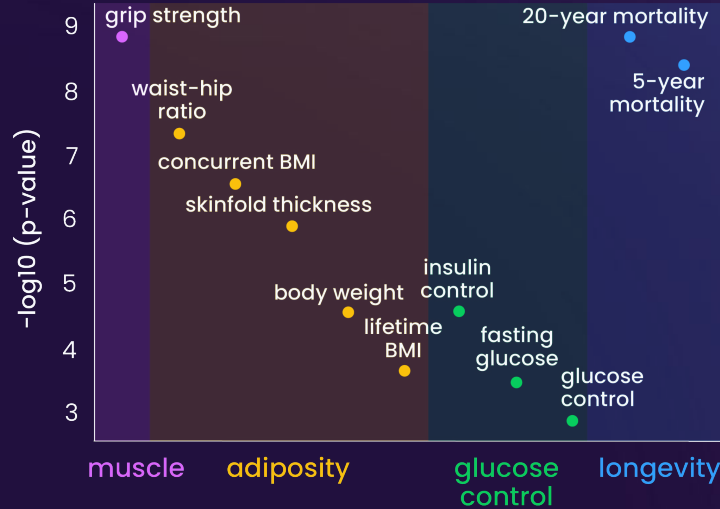 -log10 (p-value)
9
8
7
6
5
4
3
grip strength
waist-hip
ratio
concurrent BMI
skinfold thickness
body weight
lifetime
BMI
insulin
control
fasting
glucose
glucose
control
20-year mortality
5-year
mortality
muscle
adiposity
glucose
control
longevity